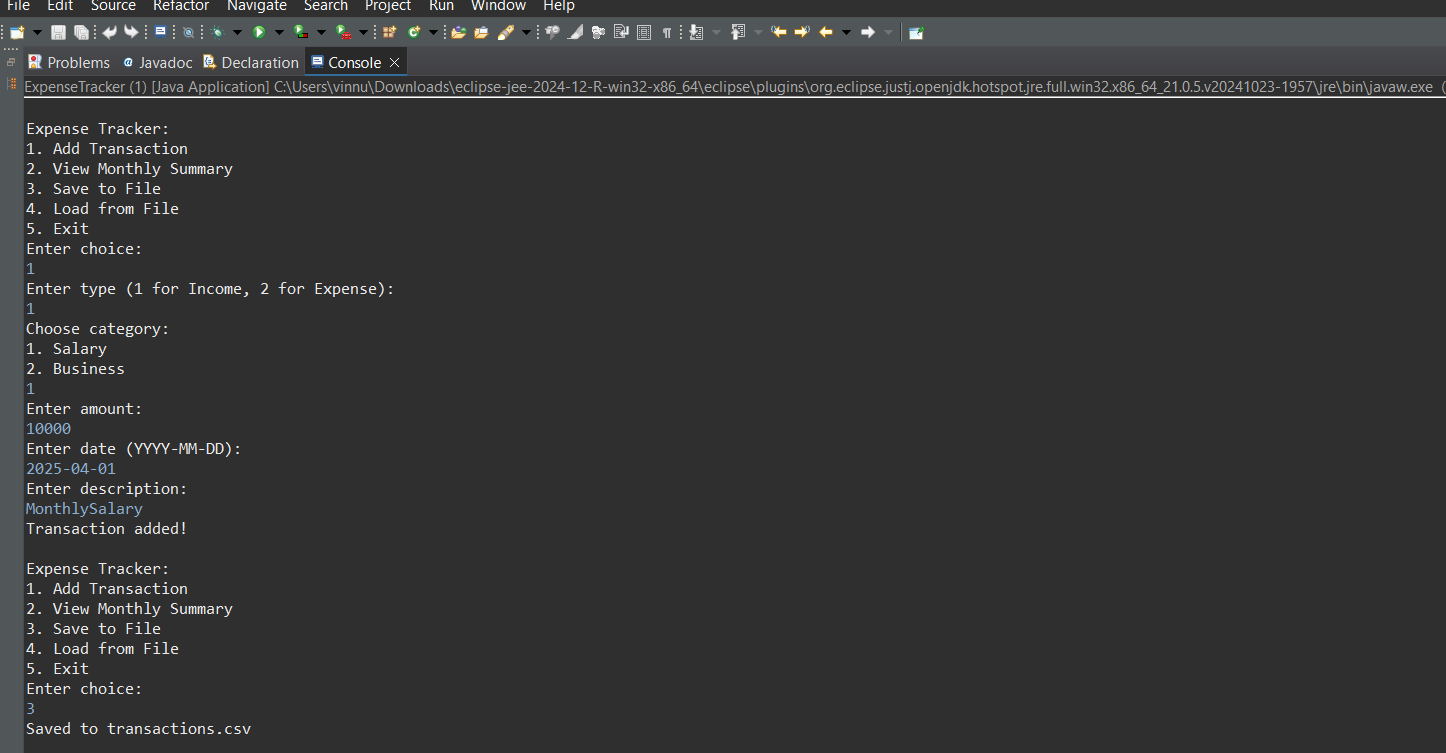 File Edit Source Refactor Navigate Search Project Run Window Help
Problems Javadoc Declaration Console
ExpenseTracker (1) [Java Application] C:\Users\vinnu\Downloads\eclipse-jee-2024-12-R-win32-x86_64\eclipse\plugins\org.eclipse.justj.openjdk.hotspot.jre.full.win32.x86_64_21.0.5.v20241023-1957\jre\bin\javaw.exe (
Expense Tracker:
1. Add Transaction
2. View Monthly Summary
3. Save to File
4. Load from File
5. Exit
Enter choice:
1
Enter type (1 for Income, 2 for Expense):
1
Choose category:
1. Salary
2. Business
1
Enter amount:
10000
Enter date (YYYY-MM-DD):
2025-04-01
Enter description:
MonthlySalary
Transaction added!
Expense Tracker:
1. Add Transaction
2. View Monthly Summary
3. Save to File
4. Load from File
5. Exit
Enter choice:
3
Saved to transactions.csv